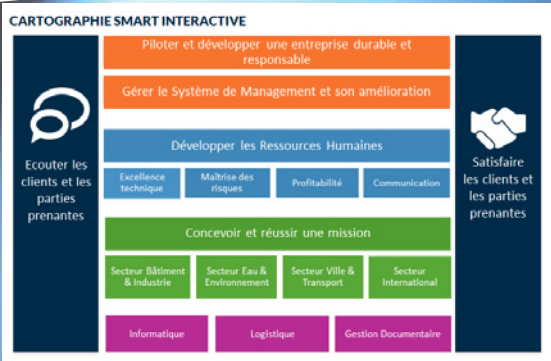 CARTOGRAPHIE SMART INTERACTIVE
Piloter et développer une entreprise durable et
responsable
Gérer le Système de Management et son amélioration
Ecouter les
clients et les
parties
prenantes
Développer les Ressources Humaines
Excellence
technique
Maîtrise des
risques
Profitabilité
Communication
Concevoir et réussir une mission
Secteur Bâtiment
& Industrie
Secteur Eau &
Environnement
Secteur Ville &
Transport
Secteur
International
Informatique
Logistique
Gestion Documentaire
Satisfaire
les clients et
les parties
prenantes